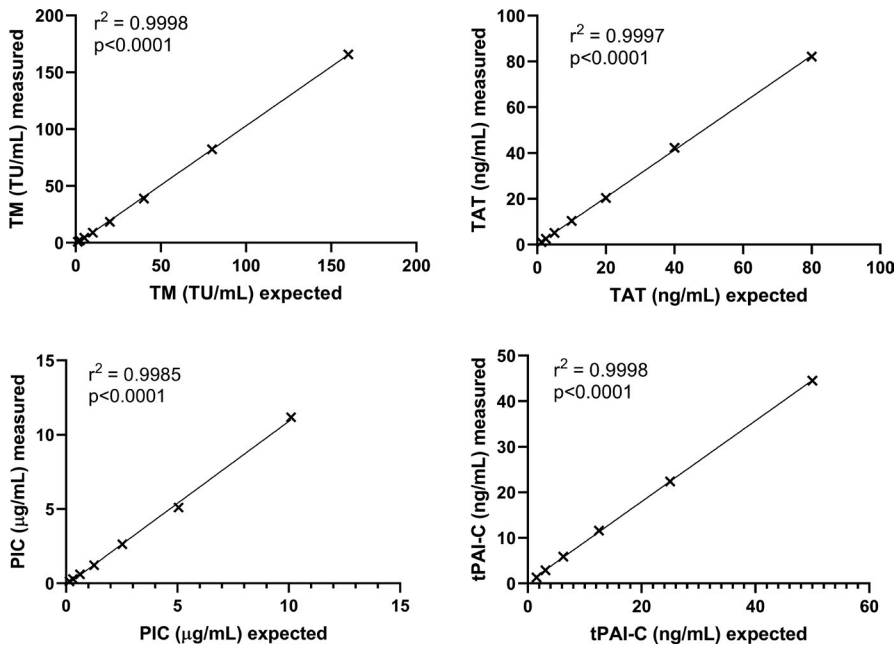 r² = 0.9998
p<0.0001
TM (TU/mL) measured
200
150
100
50
0
0 50 100 150 200
TM (TU/mL) expected
r² = 0.9997
p<0.0001
TAT (ng/mL) measured
100
80
60
40
20
0
0 20 40 60 80 100
TAT (ng/mL) expected
r² = 0.9985
p<0.0001
PIC (μg/mL) measured
15
10
5
0
0 5 10 15
PIC (μg/mL) expected
r² = 0.9998
p<0.0001
tPAI-C (ng/mL) measured
50
40
30
20
10
0
0 20 40 60
tPAI-C (ng/mL) expected